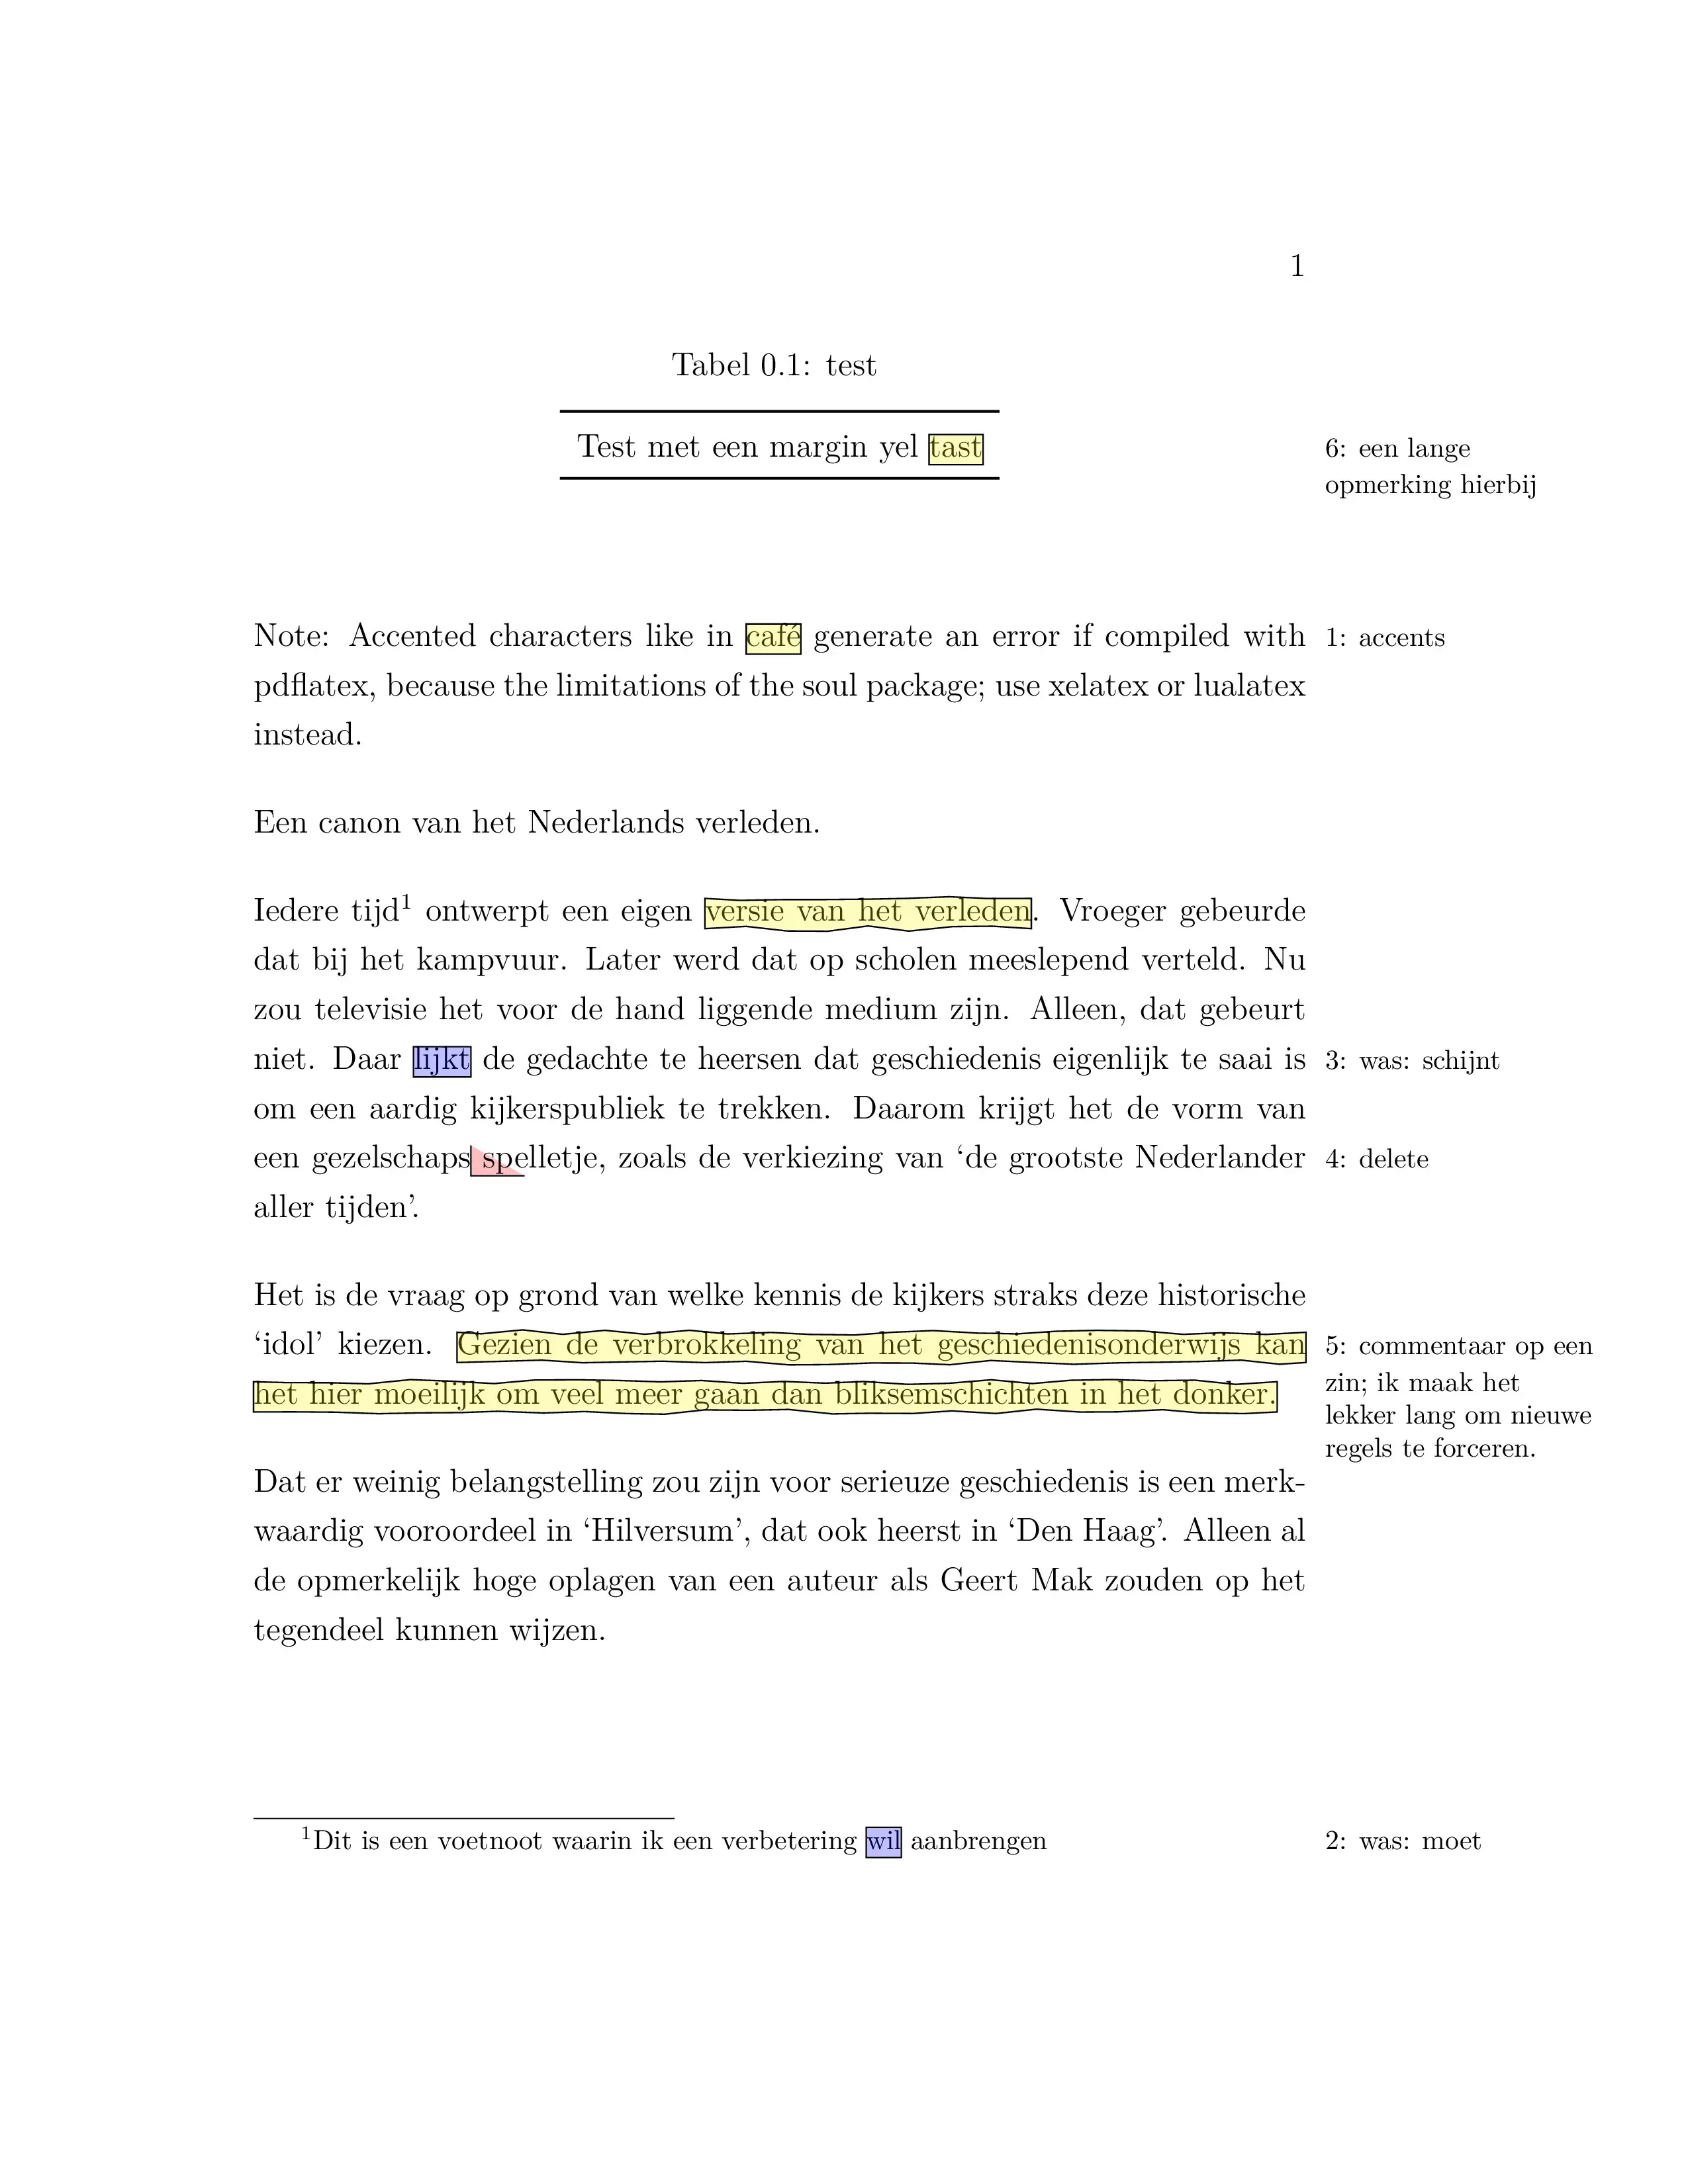 1
Tabel 0.1: test
Test met een margin yel tast
6: een lange
opmerking hierbij
Note: Accented characters like in café generate an error if compiled with
1: accents
pdflatex, because the limitations of the soul package; use xelatex or lualatex
instead.
Een canon van het Nederlands verleden.
Iedere tijd¹ ontwerpt een eigen versie van het verleden. Vroeger gebeurde
dat bij het kampvuur. Later werd dat op scholen meeslepend verteld. Nu
zou televisie het voor de hand liggende medium zijn. Alleen, dat gebeurt
niet. Daar lijkt de gedachte te heersen dat geschiedenis eigenlijk te saai is
3: was: schijnt
om een aardig kijkerspubliek te trekken. Daarom krijgt het de vorm van
een gezelschaps spelletje, zoals de verkiezing van ‘de grootste Nederlander
4: delete
aller tijden’.
Het is de vraag op grond van welke kennis de kijkers straks deze historische
‘idol’ kiezen. Gezien de verbrokkeling van het geschiedenisonderwijs kan
het hier moeilijk om veel meer gaan dan bliksemschichten in het donker.
5: commentaar op een
zin; ik maak het
lekker lang om nieuwe
regels te forceren.
Dat er weinig belangstelling zou zijn voor serieuze geschiedenis is een merk-
waardig vooroordeel in ‘Hilversum’, dat ook heerst in ‘Den Haag’. Alleen al
de opmerkelijk hoge oplagen van een auteur als Geert Mak zouden op het
tegendeel kunnen wijzen.
¹Dit is een voetnoot waarin ik een verbetering wil aanbrengen
2: was: moet